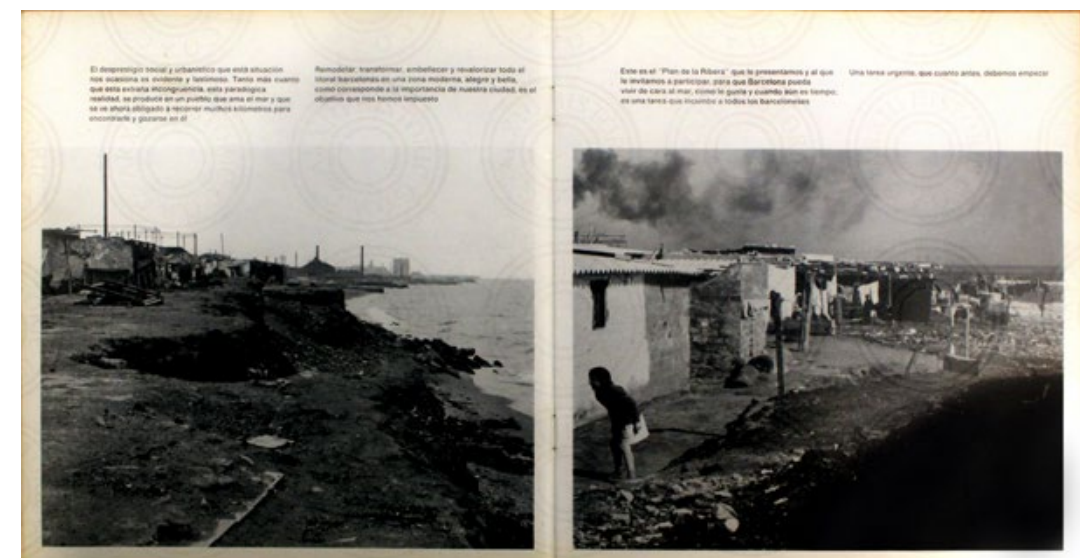 El desprestigio social y urbanístico que está situación
nos ocasiona es evidente y lastimoso. Tanto más cuanto
que esta extraña incongruencia, esta paradógica
realidad, se produce en un pueblo que ama el mar y que
se ve ahora obligado a recorrer muchos kilómetros para
encontrarle y gozarse en él
Remodelar, transformar, embellecer y revalorizar todo el
litoral barcelonés en una zona moderna, alegre y bella,
como corresponde a la importancia de nuestra ciudad, es el
objetivo que nos hemos impuesto
Este es el "Plan de la Ribera" que le presentamos y al que
le invitamos a participar, para que Barcelona pueda
vivir de cara al mar, como le gusta y cuando aún es tiempo;
es una tarea que incumbe a todos los barceloneses
Una tarea urgente, que cuanto antes, debemos empezar